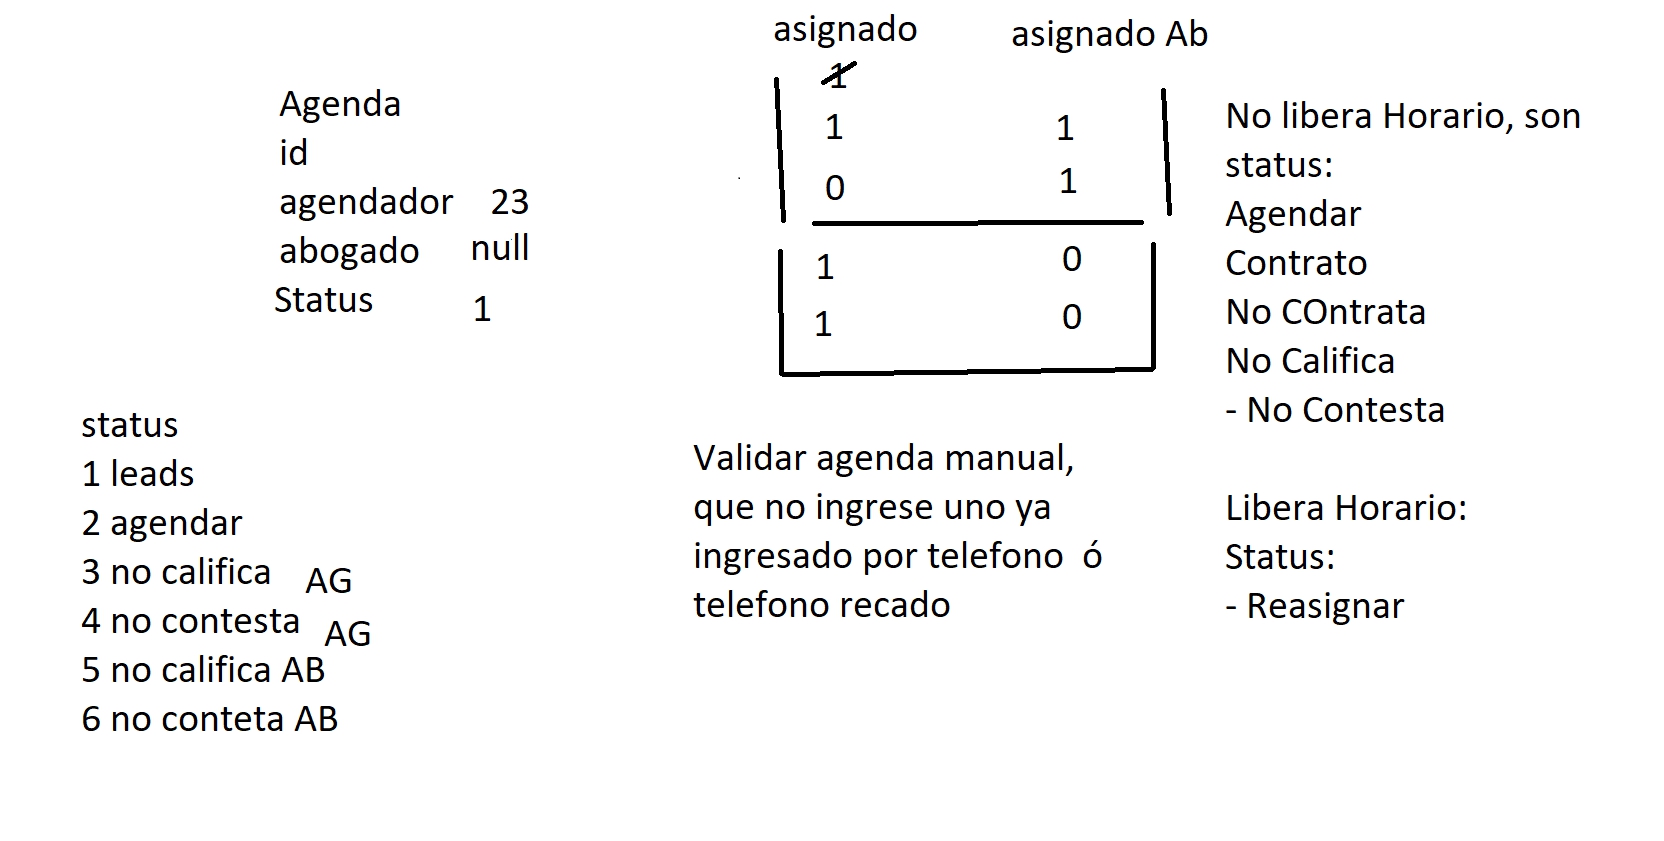 Agenda
id
agendador 23
abogado null
Status 1
status
1 leads
2 agendar
3 no califica AG
4 no contesta AG
5 no califica AB
6 no conteta AB
asignado asignado Ab
1
1 1
0 1
1 0
1 0
Validar agenda manual,
que no ingrese uno ya
ingresado por telefono ó
telefono recado
No libera Horario, son
status:
Agendar
Contrato
No COntrata
No Califica
- No Contesta
Libera Horario:
Status:
- Reasignar